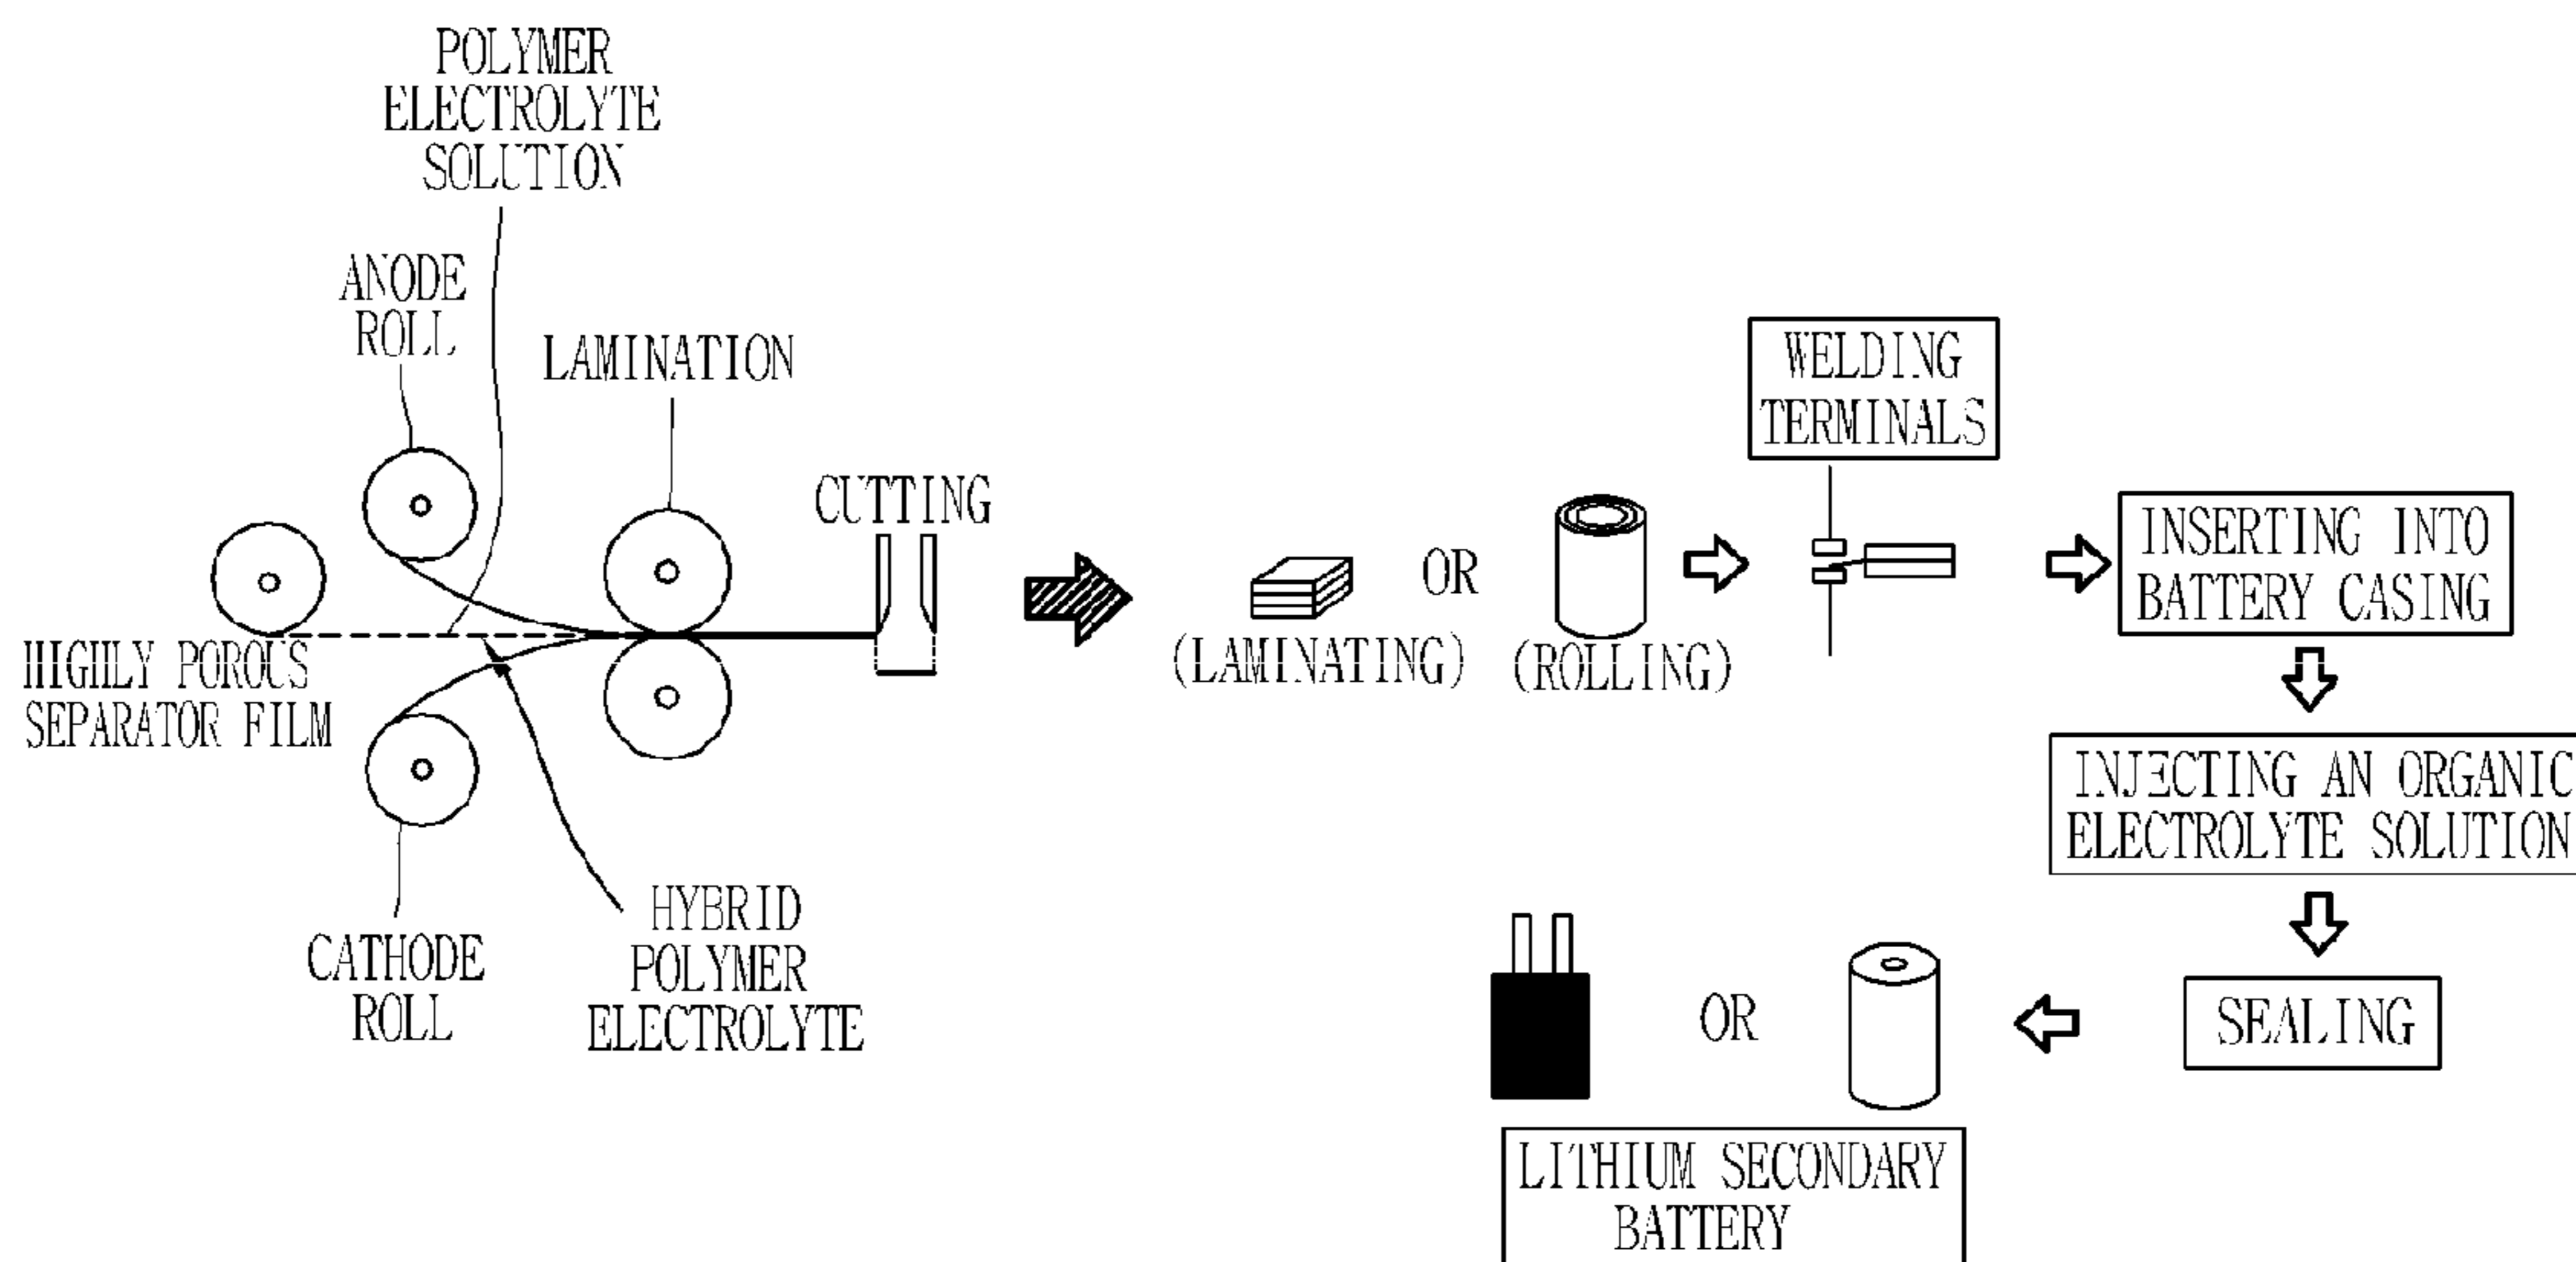 POLYMER
ELECTROLYTE
SOLUTION
ANODE
ROLL
LAMINATION
CUTTING
HIGHLY POROUS
SEPARATOR FILM
CATHODE
ROLL
HYBRID
POLYMER
ELECTROLYTE
(LAMINATING)
OR
(ROLLING)
WELDING
TERMINALS
INSERTING INTO
BATTERY CASING
INJECTING AN ORGANIC
ELECTROLYTE SOLUTION
SEALING
OR
LITHIUM SECONDARY
BATTERY